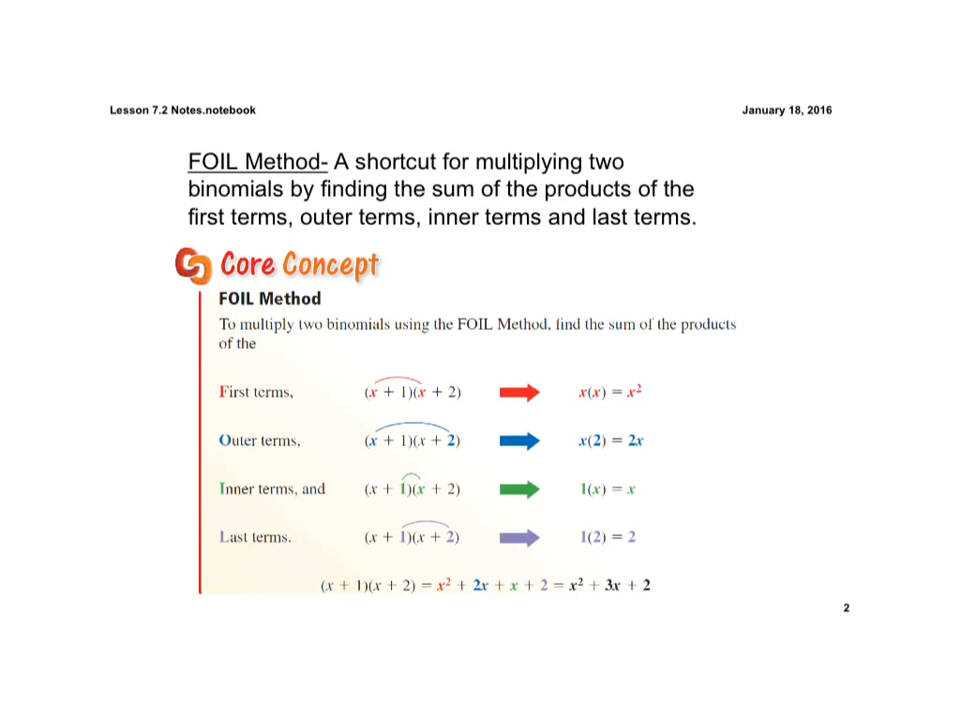 Lesson 7.2 Notes.notebook January 18, 2016
FOIL Method- A shortcut for multiplying two
binomials by finding the sum of the products of the
first terms, outer terms, inner terms and last terms.
Core Concept
FOIL Method
To multiply two binomials using the FOIL Method, find the sum of the products
of the
First terms, (x + 1)(x + 2) x(x) = x²
Outer terms, (x + 1)(x + 2) x(2) = 2x
Inner terms, and (x + 1)(x + 2) 1(x) = x
Last terms. (x + 1)(x + 2) 1(2) = 2
(x + 1)(x + 2) = x² + 2x + x + 2 = x² + 3x + 2
2